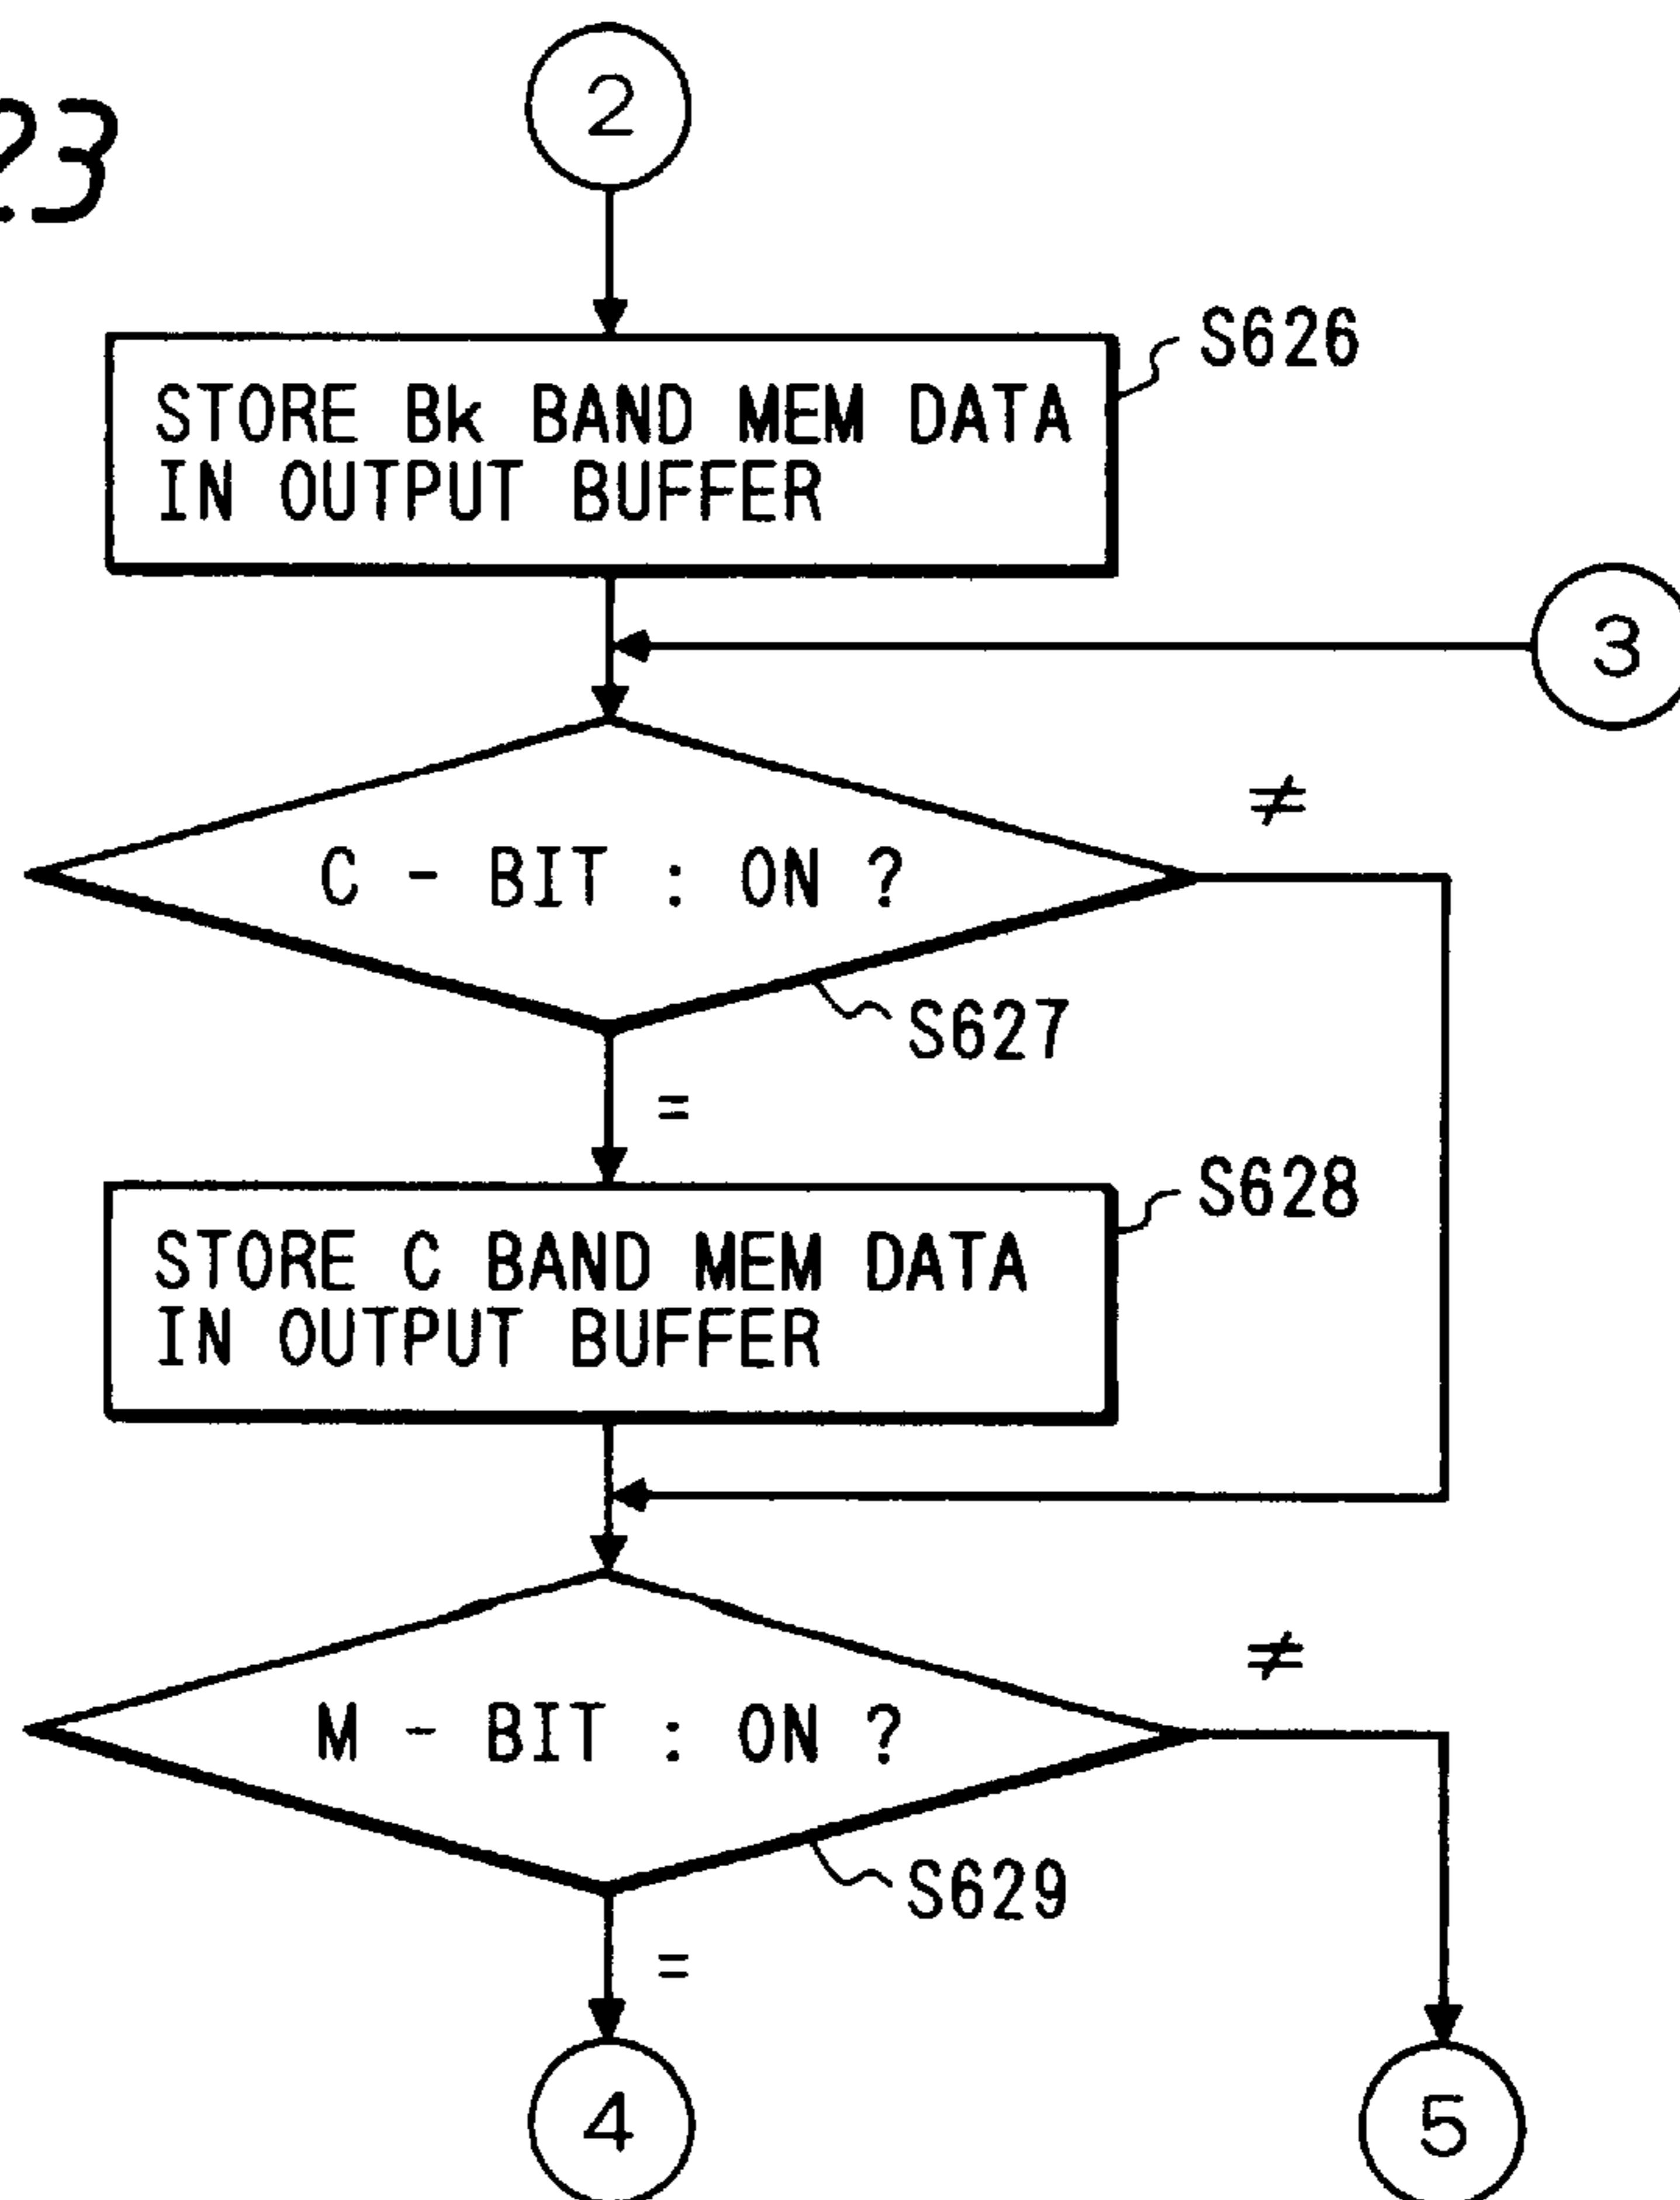 23
2
S626
STORE Bk BAND MEM DATA
IN OUTPUT BUFFER
3
≠
C - BIT : ON ?
S627
=
S628
STORE C BAND MEM DATA
IN OUTPUT BUFFER
≠
M - BIT : ON ?
S629
=
4
5